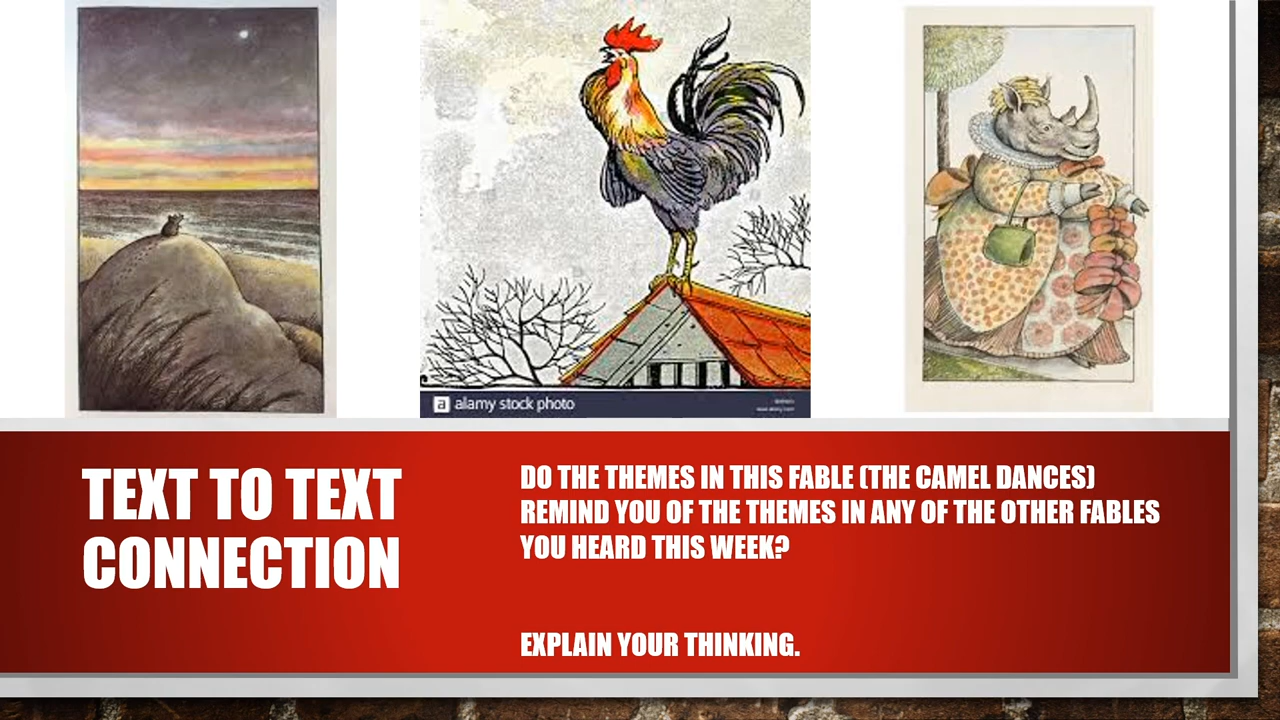 a alamy stock photo
TEXT TO TEXT
CONNECTION
DO THE THEMES IN THIS FABLE (THE CAMEL DANCES)
REMIND YOU OF THE THEMES IN ANY OF THE OTHER FABLES
YOU HEARD THIS WEEK?
EXPLAIN YOUR THINKING.